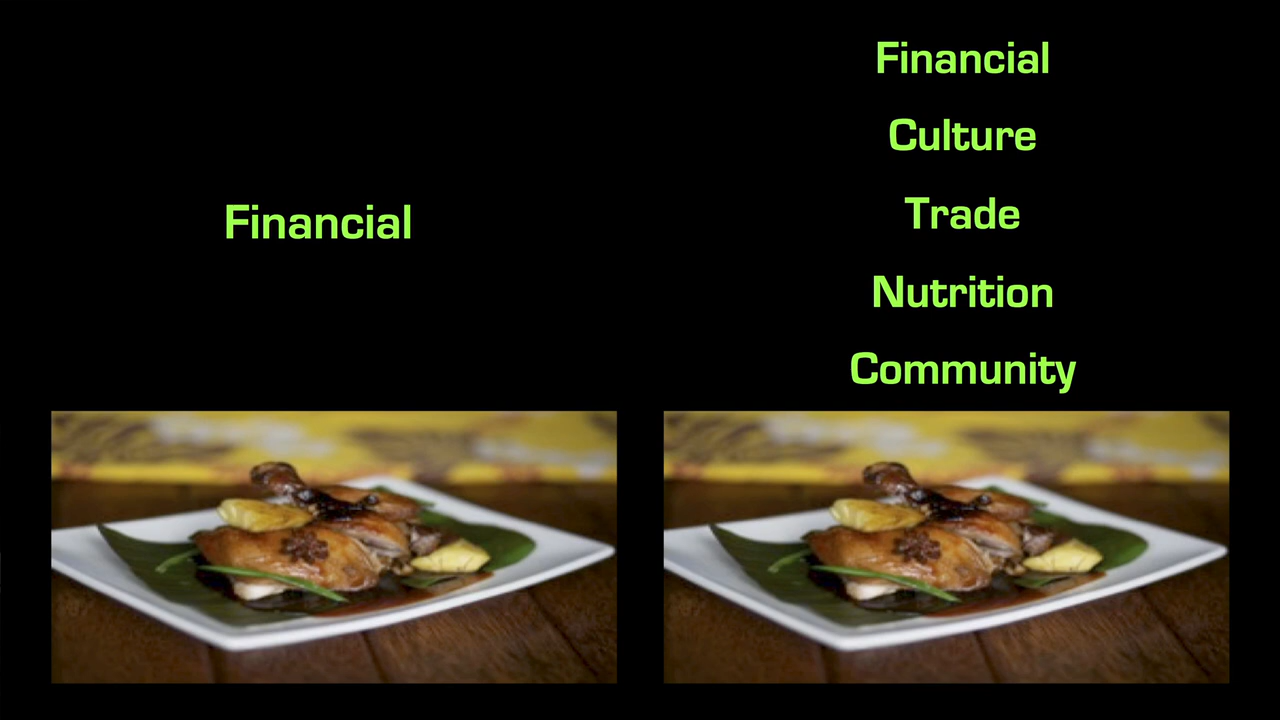 Financial
Financial
Culture
Trade
Nutrition
Community